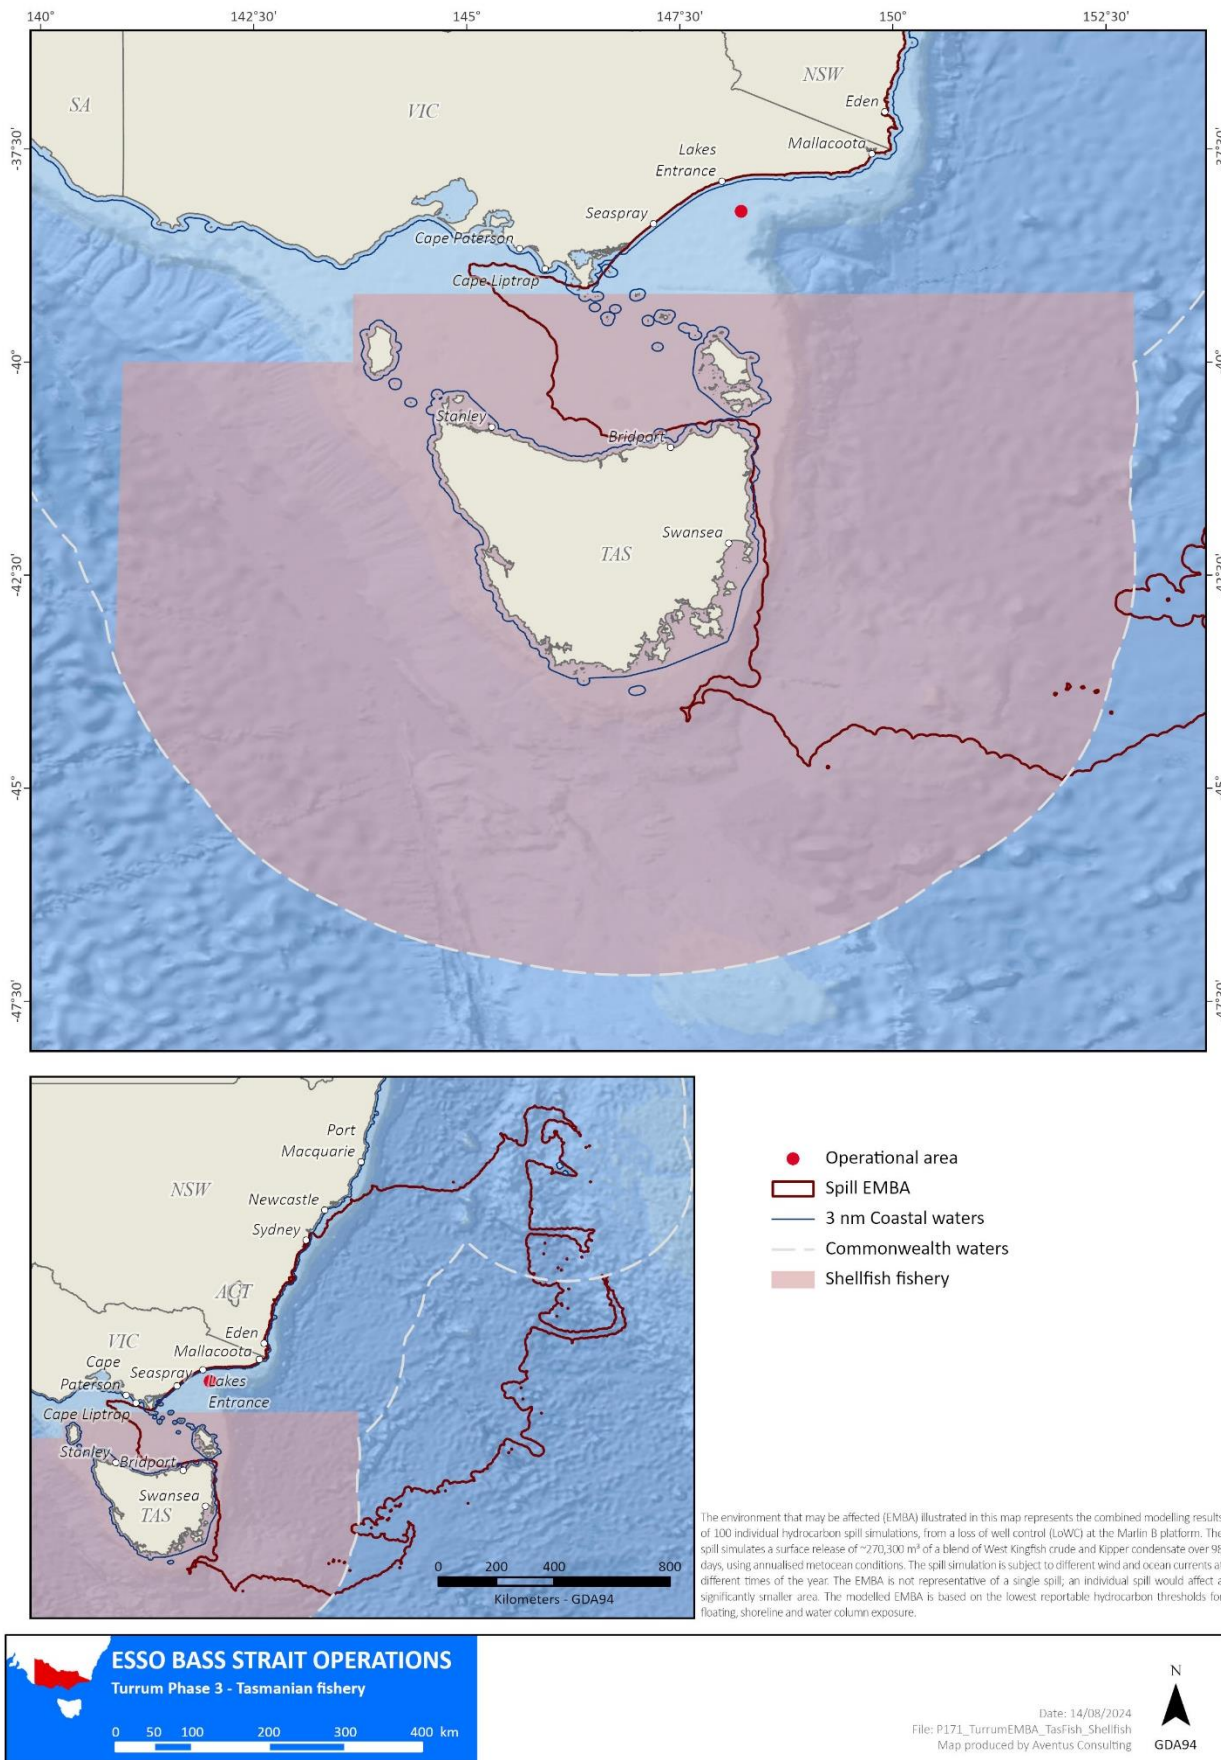 140°
142°30'
145°
147°30'
150°
152°30'
-37°30'
-40°
-42°30'
-45°
-47°30'
-37°30'
-40°
-42°30'
-45°
-47°30'
SA
VIC
NSW
Eden
Mallacoota
Lakes
Entrance
Seaspray
Cape Paterson
Cape Liptrap
Stanley
Bridport
Swansea
TAS
Port
Macquarie
NSW
Newcastle
Sydney
ACT
Eden
VIC
Mallacoota
Cape
Paterson
Seaspray
Lakes
Entrance
Cape Liptrap
Stanley
Bridport
Swansea
TAS
0 200 400 800
Kilometers - GDA94
Operational area
Spill EMBA
3 nm Coastal waters
Commonwealth waters
Shellfish fishery
The environment that may be affected (EMBA) illustrated in this map represents the combined modelling results
of 100 individual hydrocarbon spill simulations, from a loss of well control (LoWC) at the Marlin B platform. The
spill simulates a surface release of ~270,300 m³ of a blend of West Kingfish crude and Kipper condensate over 98
days, using annualised metocean conditions. The spill simulation is subject to different wind and ocean currents at
different times of the year. The EMBA is not representative of a single spill; an individual spill would affect a
significantly smaller area. The modelled EMBA is based on the lowest reportable hydrocarbon thresholds for
floating, shoreline and water column exposure.
ESSO BASS STRAIT OPERATIONS
Turrum Phase 3 - Tasmanian fishery
0 50 100 200 300 400 km
Date: 14/08/2024
File: P171_TurrumEMBA_TasFish_Shellfish
Map produced by Aventus Consulting
N
GDA94